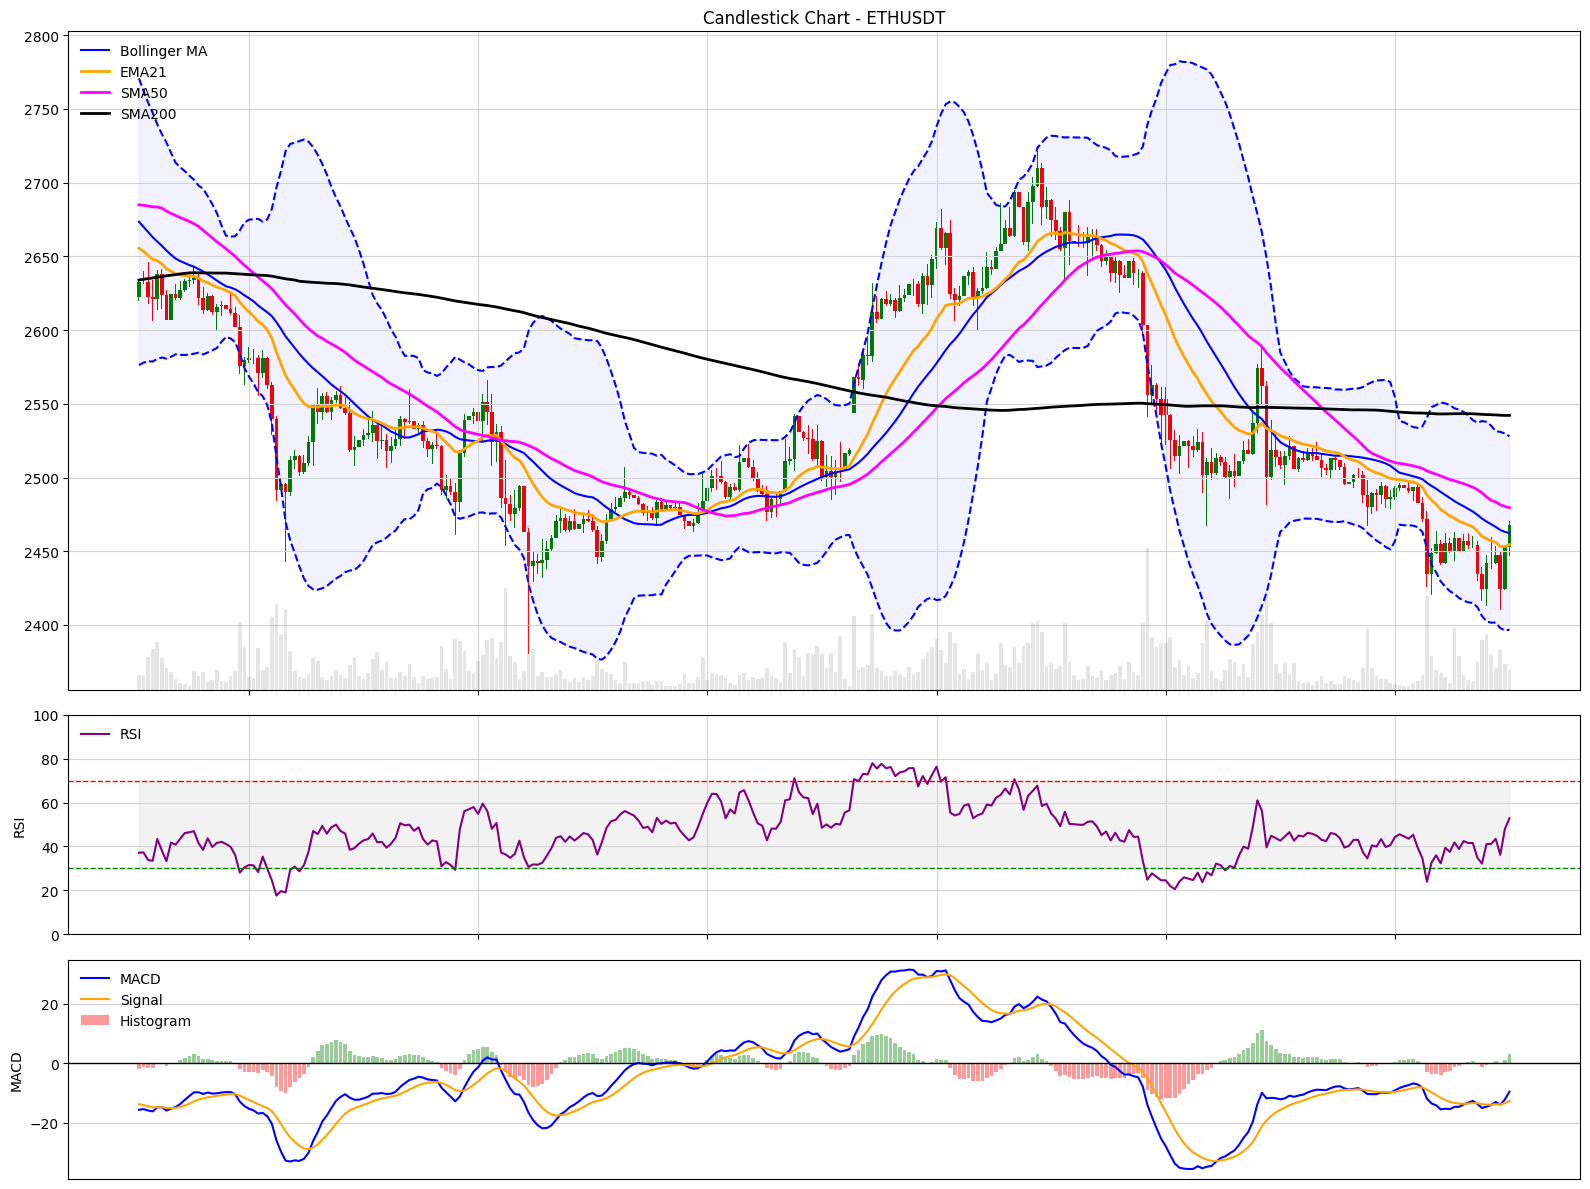 Candlestick Chart - ETHUSDT
Bollinger MA
EMA21
SMA50
SMA200
2800
2750
2700
2650
2600
2550
2500
2450
2400
RSI
RSI
100
80
60
40
20
0
MACD
Signal
Histogram
MACD
20
0
−20